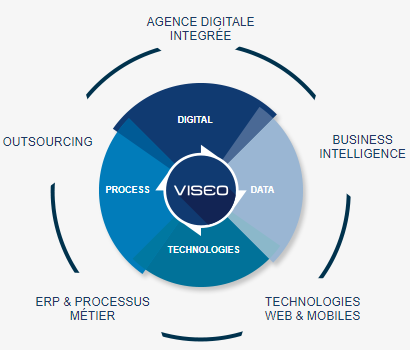 AGENCE DIGITALE
INTEGRÉE
OUTSOURCING
BUSINESS
INTELLIGENCE
DIGITAL
PROCESS
VISEO
DATA
TECHNOLOGIES
ERP & PROCESSUS
MÉTIER
TECHNOLOGIES
WEB & MOBILES